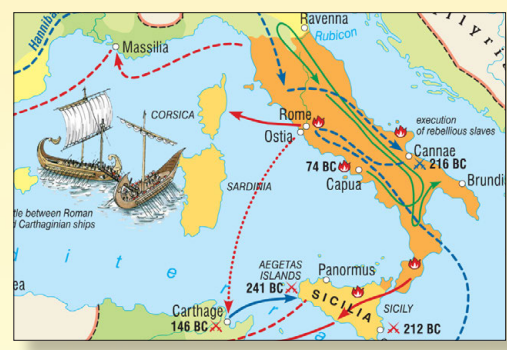 Ravenna
Rubicon
Hanniba
Illyri
Massilia
CORSICA
Rome
Ostia
execution
of rebellious slaves
Cannae
216 BC
74 BC
Capua
Brundi
SARDINIA
tle between Roman
d Carthaginian ships
d i t e r r a
ea
AEGETAS
ISLANDS
241 BC
Panormus
SICILIA
SICILY
Carthage
146 BC
212 BC